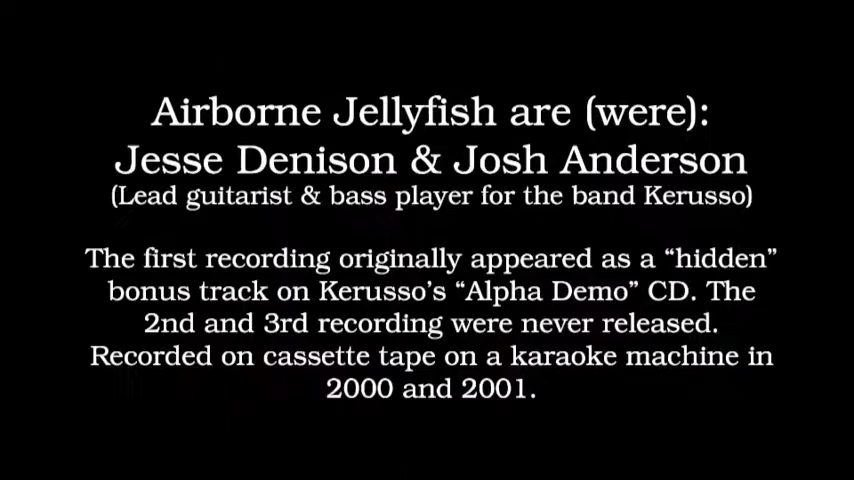 Airborne Jellyfish are (were):
Jesse Denison & Josh Anderson
(Lead guitarist & bass player for the band Kerusso)
The first recording originally appeared as a “hidden”
bonus track on Kerusso’s “Alpha Demo” CD. The
2nd and 3rd recording were never released.
Recorded on cassette tape on a karaoke machine in
2000 and 2001.